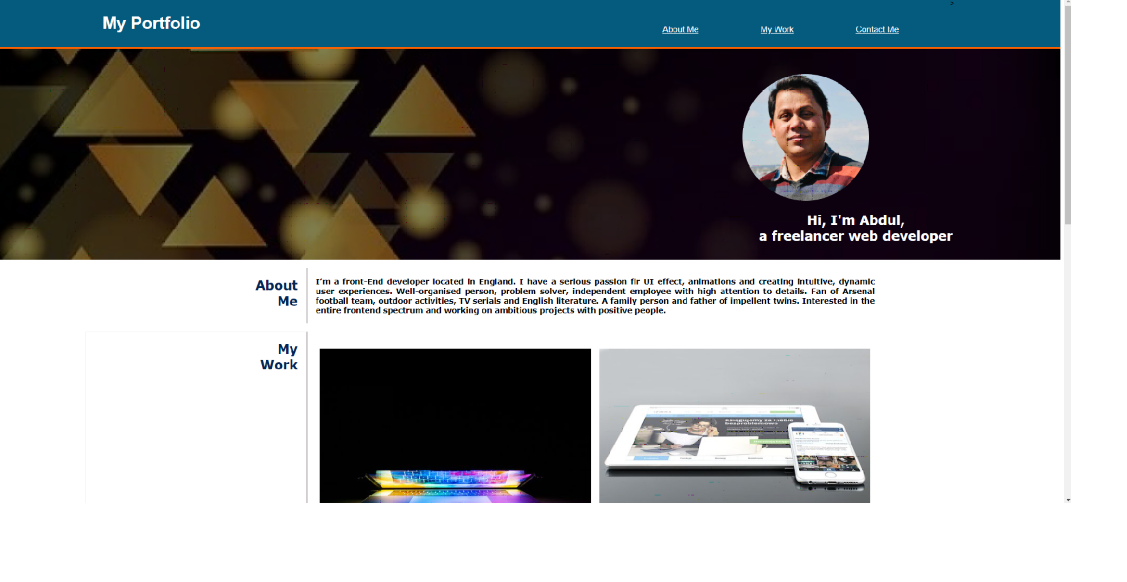 My Portfolio
About Me
My Work
Contact Me
Hi, I'm Abdul,
a freelancer web developer
About
Me
I'm a front-End developer located in England. I have a serious passion fir UI effect, animations and creating intuitive, dynamic
user experiences. Well-organised person, problem solver, independent employee with high attention to details. Fan of Arsenal
football team, outdoor activities, TV serials and English literature. A family person and father of impellent twins. Interested in the
entire frontend spectrum and working on ambitious projects with positive people.
My
Work